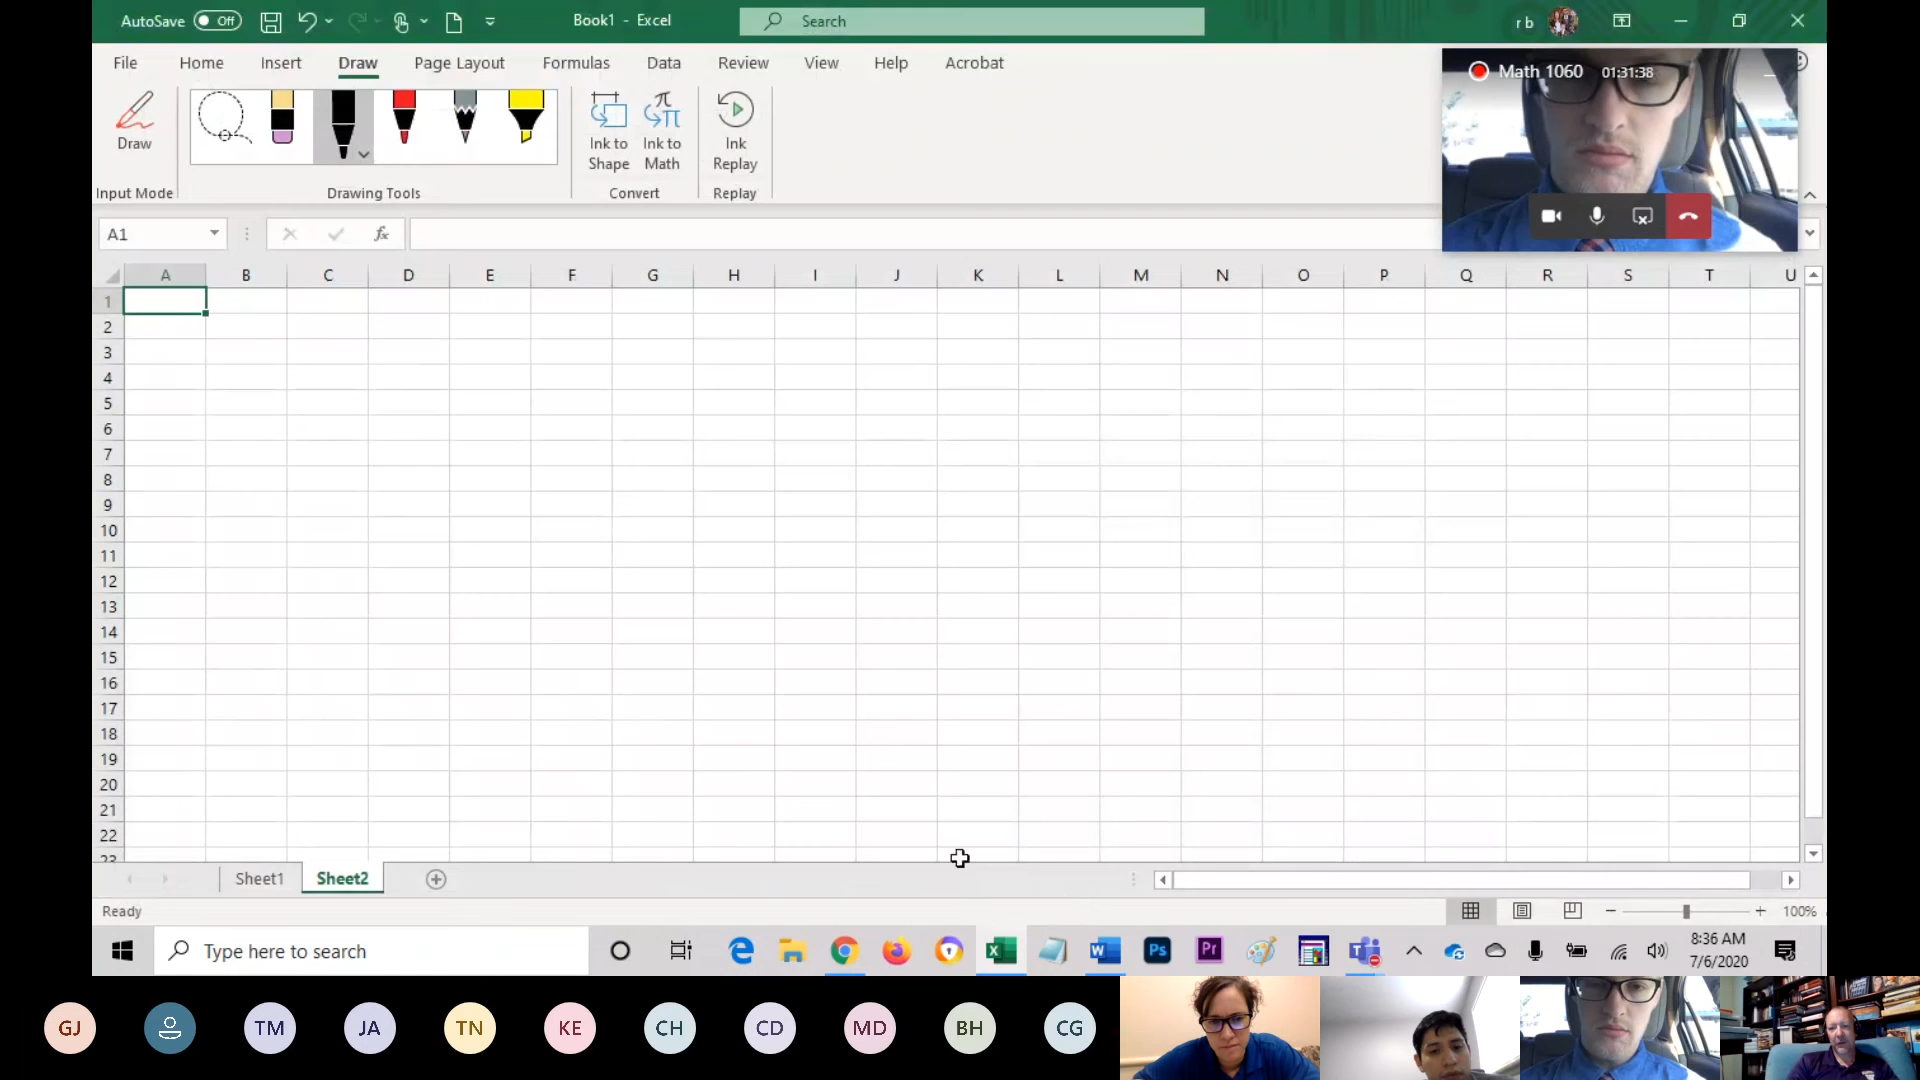 AutoSave Off Book1 - Excel Search r b
File Home Insert Draw Page Layout Formulas Data Review View Help Acrobat
Math 1060 01:31:38
Draw Ink to Shape Ink to Math Ink Replay
Input Mode Drawing Tools Convert Replay
A1 fx
A B C D E F G H I J K L M N O P Q R S T U
1
2
3
4
5
6
7
8
9
10
11
12
13
14
15
16
17
18
19
20
21
22
23
Sheet1 Sheet2
Ready 100%
Type here to search 8:36 AM
7/6/2020
GJ TM JA TN KE CH CD MD BH CG